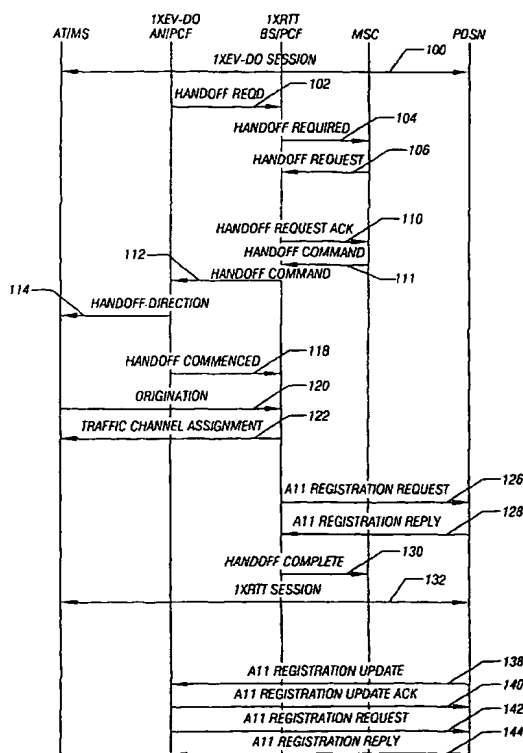 AT/MS
1XEV-DO
AN/PCF
1XRTT
BS/PCF
MSC
PDSN
1XEV-DO SESSION
100
HANDOFF REQD
102
HANDOFF REQUIRED
104
HANDOFF REQUEST
106
HANDOFF REQUEST ACK
110
HANDOFF COMMAND
111
112
HANDOFF COMMAND
114
HANDOFF-DIRECTION
HANDOFF COMMENCED
118
ORIGINATION
120
TRAFFIC CHANNEL ASSIGNMENT
122
A11 REGISTRATION REQUEST
126
A11 REGISTRATION REPLY
128
HANDOFF COMPLETE
130
1XRTT SESSION
132
A11 REGISTRATION UPDATE
138
A11 REGISTRATION UPDATE ACK
140
A11 REGISTRATION REQUEST
142
A11 REGISTRATION REPLY
144